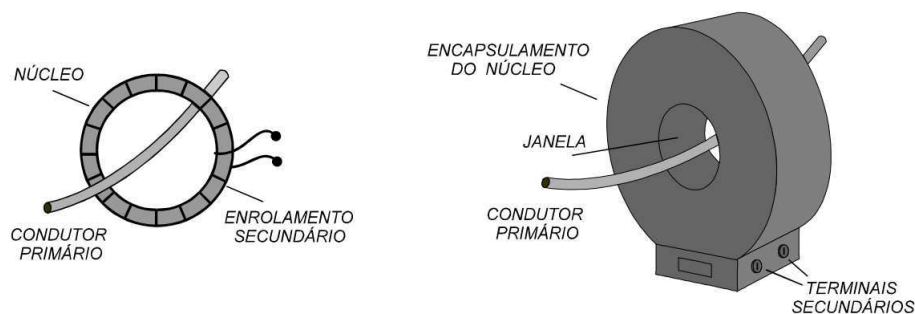 NÚCLEO
CONDUTOR
PRIMÁRIO
ENROLAMENTO
SECUNDÁRIO
ENCAPSULAMENTO
DO NÚCLEO
JANELA
CONDUTOR
PRIMÁRIO
TERMINAIS
SECUNDÁRIOS